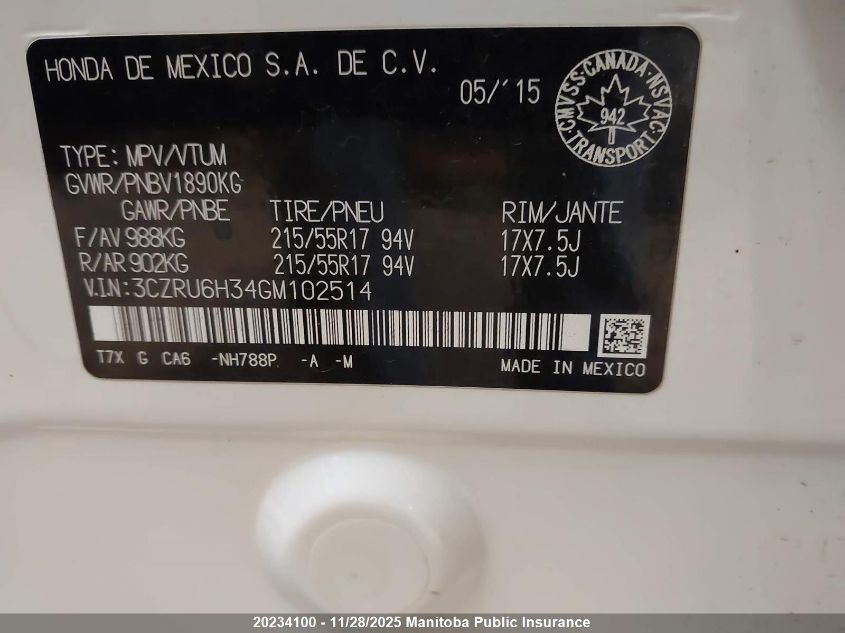 HONDA DE MEXICO S.A. DE C.V.
05/'15
CMVSS·CANADA·NSVAC·TRANSPORT·
942
TYPE: MPV/VTUM
GVWR/PNBV1890KG
GAWR/PNBE TIRE/PNEU RIM/JANTE
F/AV 988KG 215/55R17 94V 17X7.5J
R/AR 902KG 215/55R17 94V 17X7.5J
V.I.N: 3CZRU6H34GM102514
T7X G CA6 -NH788P -A -M MADE IN MEXICO
20234100 - 11/28/2025 Manitoba Public Insurance